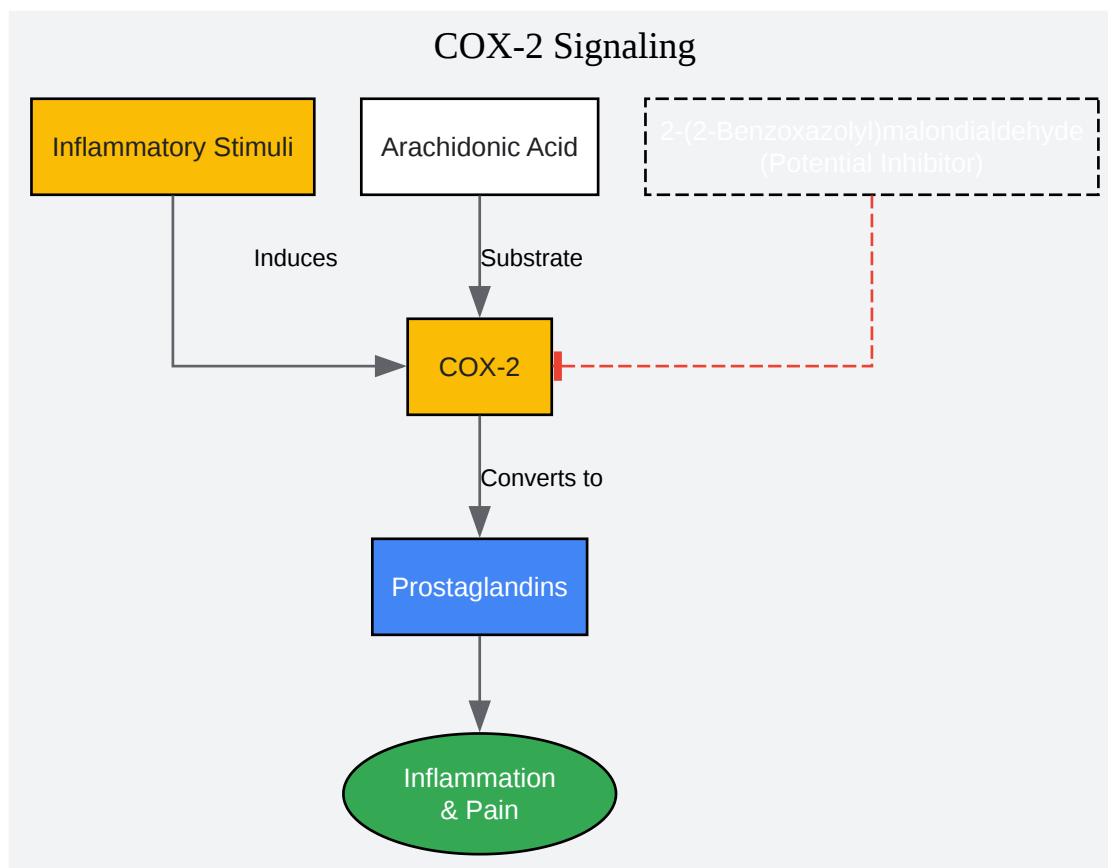 COX-2 Signaling
Inflammatory Stimuli
Arachidonic Acid
2-(2-Benzoxazolyl)malondialdehyde
(Potential Inhibitor)
Induces
Substrate
COX-2
Converts to
Prostaglandins
Inflammation
& Pain